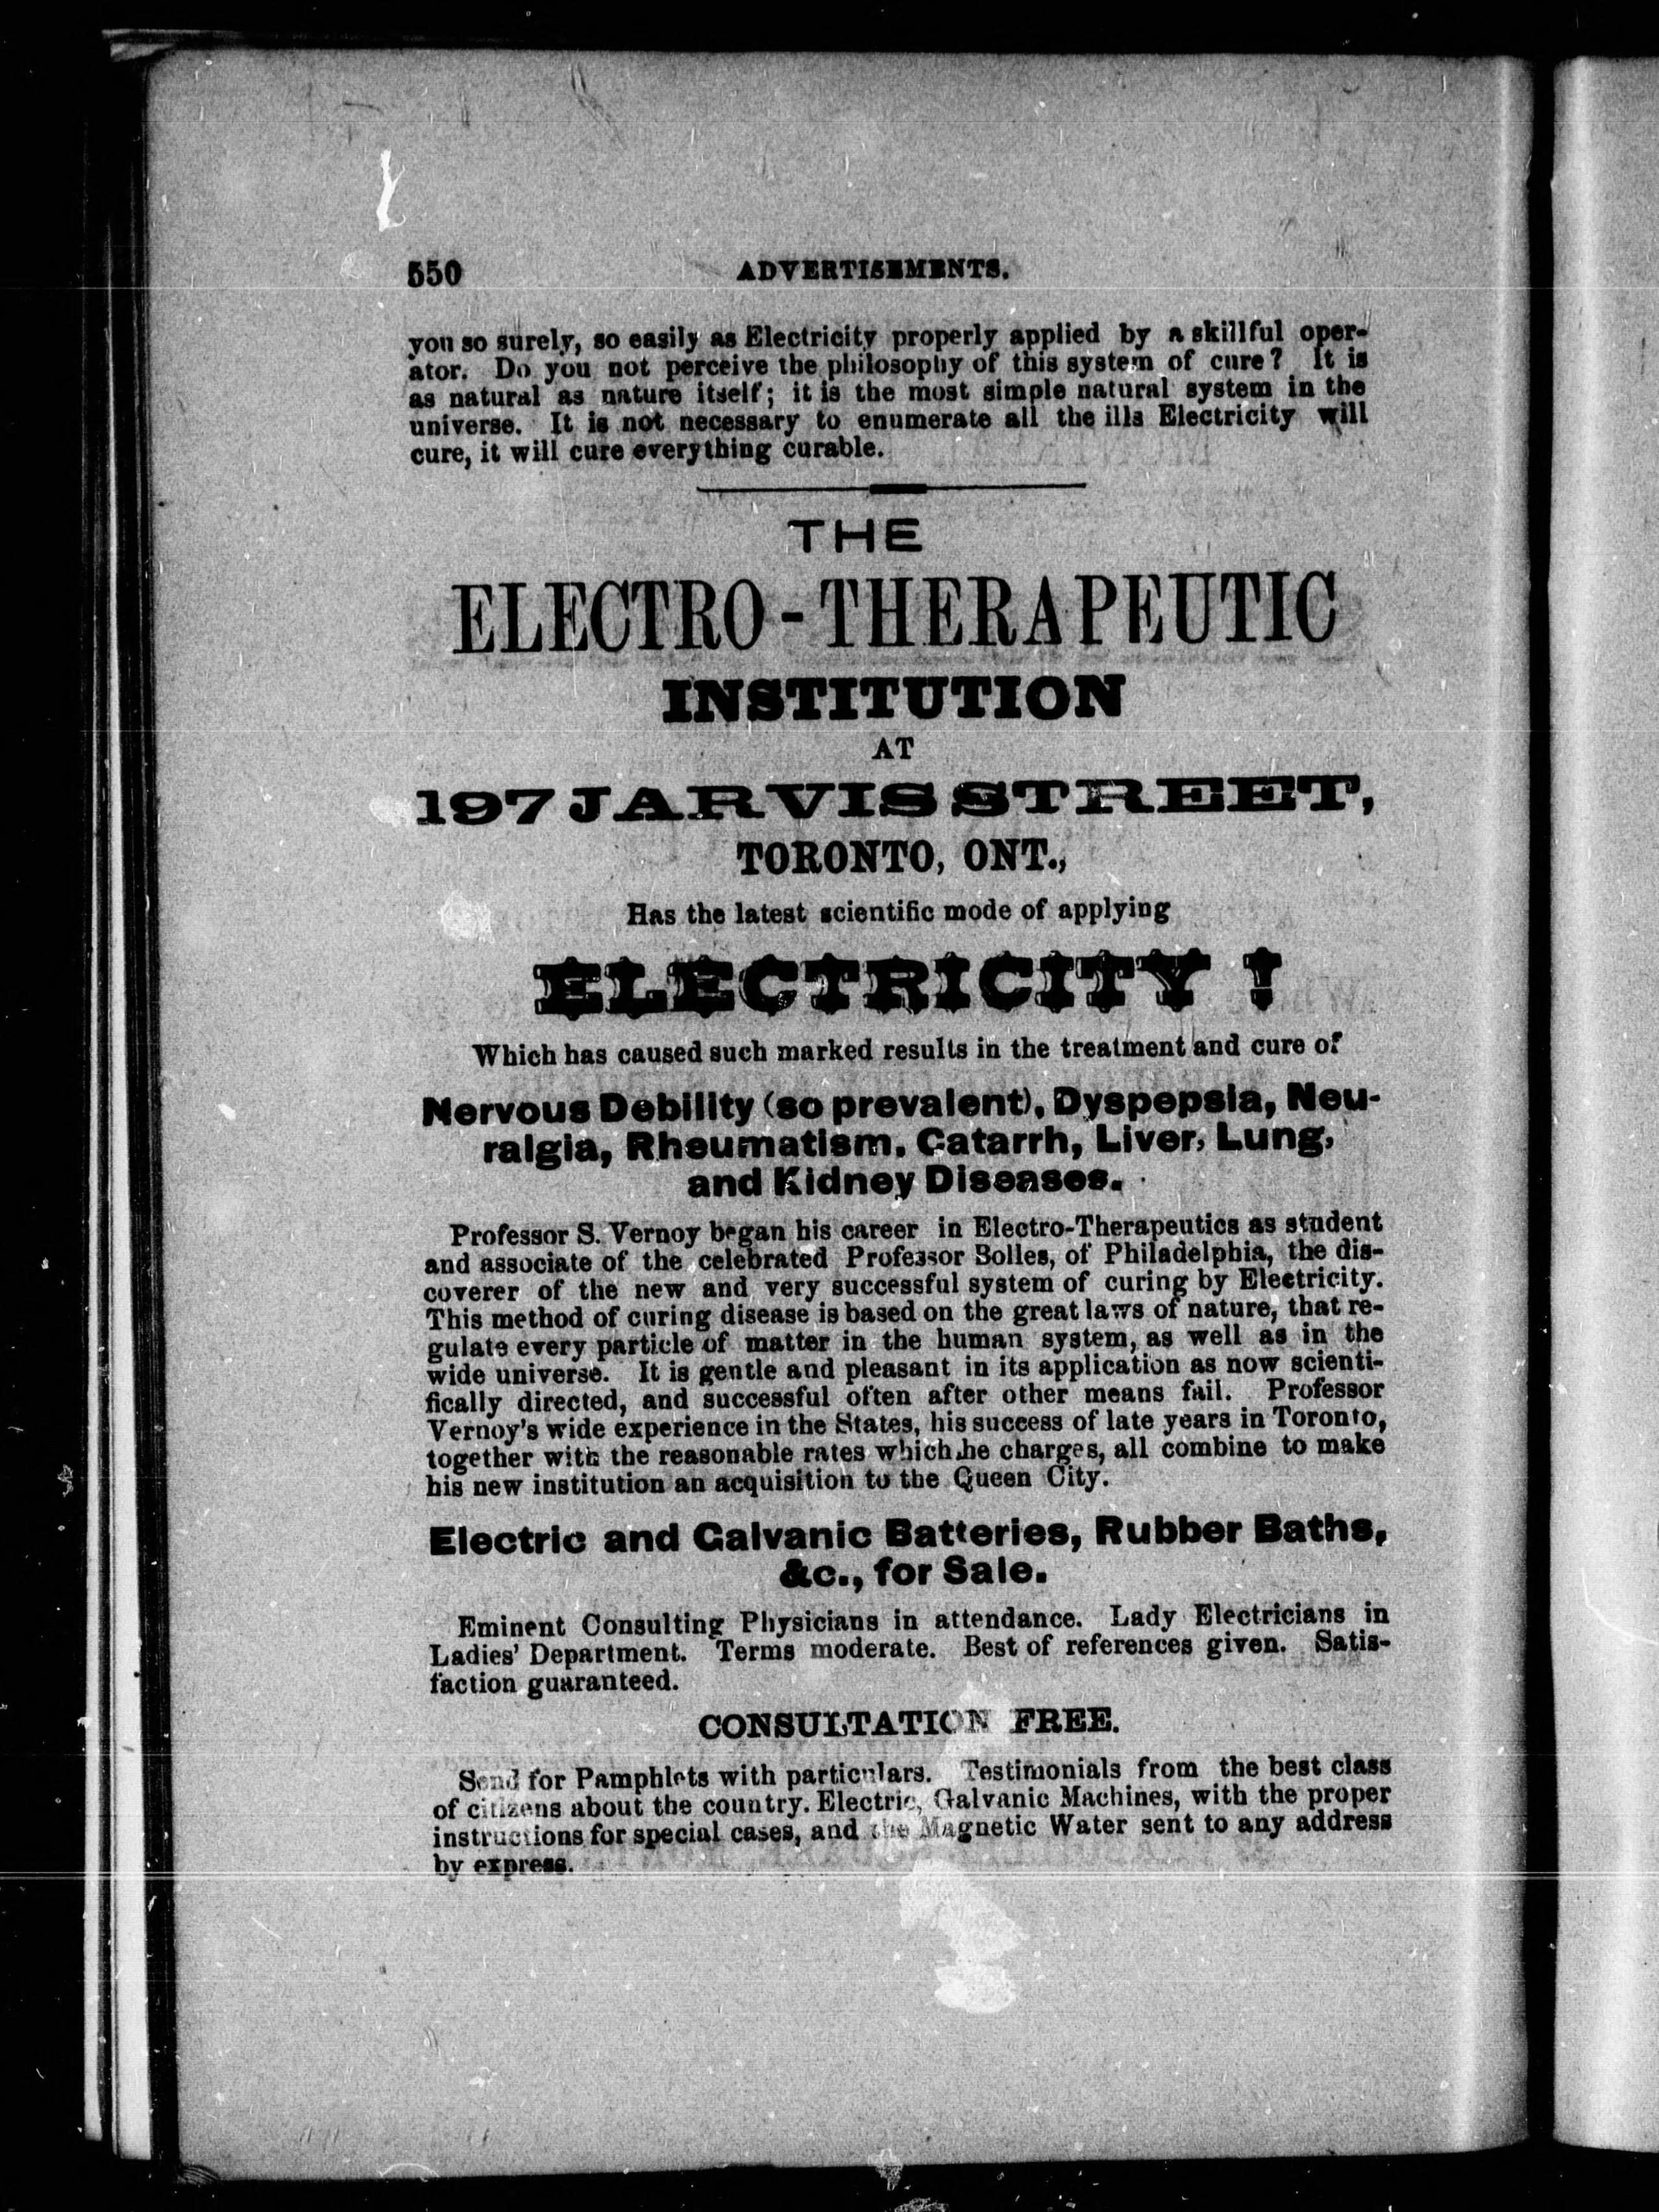 550 ADVERTISEMENTS.
you so surely, so easily as Electricity properly applied by a skillful oper-
ator. Do you not perceive the philosophy of this system of cure? It is
as natural as nature itself; it is the most simple natural system in the
universe. It is not necessary to enumerate all the ills Electricity will
cure, it will cure everything curable.
THE
ELECTRO-THERAPEUTIC
INSTITUTION
AT
197 JARVIS STREET,
TORONTO, ONT.,
Has the latest scientific mode of applying
ELECTRICITY!
Which has caused such marked results in the treatment and cure of
Nervous Debility (so prevalent), Dyspepsia, Neu-
ralgia, Rheumatism, Catarrh, Liver, Lung,
and Kidney Diseases.
Professor S. Vernoy began his career in Electro-Therapeutics as student
and associate of the celebrated Professor Bolles, of Philadelphia, the dis-
coverer of the new and very successful system of curing by Electricity.
This method of curing disease is based on the great laws of nature, that re-
gulate every particle of matter in the human system, as well as in the
wide universe. It is gentle and pleasant in its application as now scienti-
fically directed, and successful often after other means fail. Professor
Vernoy's wide experience in the States, his success of late years in Toronto,
together with the reasonable rates which he charges, all combine to make
his new institution an acquisition to the Queen City.
Electric and Galvanic Batteries, Rubber Baths,
&c., for Sale.
Eminent Consulting Physicians in attendance. Lady Electricians in
Ladies' Department. Terms moderate. Best of references given. Satis-
faction guaranteed.
CONSULTATION FREE.
Send for Pamphlets with particulars. Testimonials from the best class
of citizens about the country. Electric, Galvanic Machines, with the proper
instructions for special cases, and the Magnetic Water sent to any address
by express.